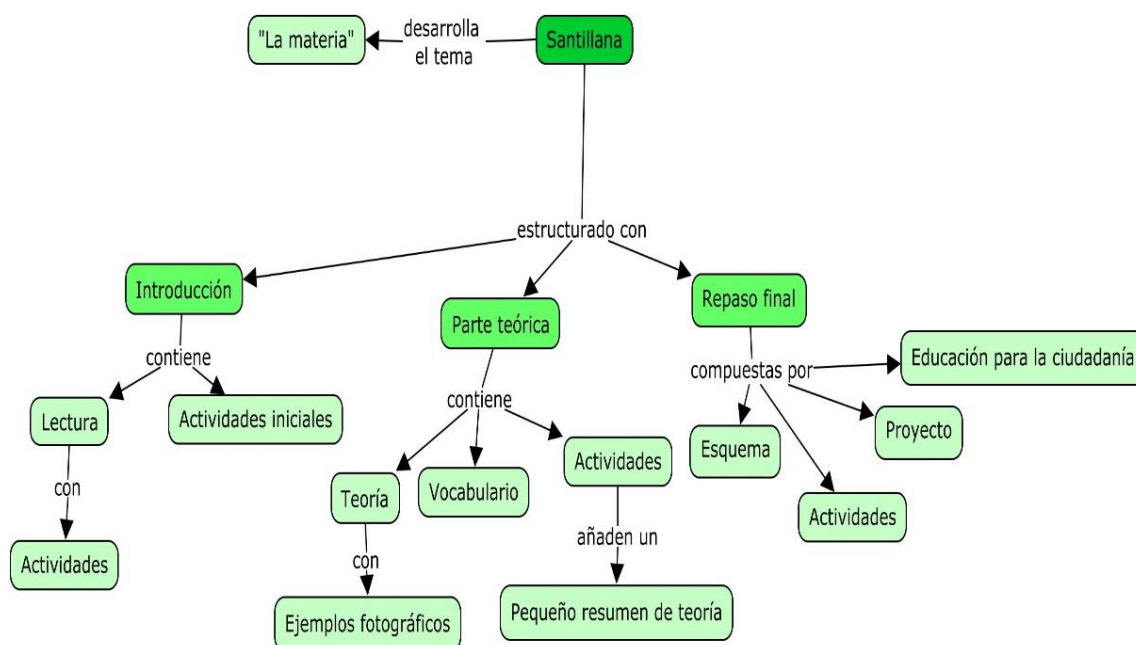 "La materia"
desarrolla
el tema
Santillana
estructurado con
Introducción
Parte teórica
Repaso final
contiene
Lectura
Actividades iniciales
con
Actividades
contiene
Teoría
Vocabulario
Actividades
con
Ejemplos fotográficos
añaden un
Pequeño resumen de teoría
compuestas por
Educación para la ciudadanía
Proyecto
Esquema
Actividades